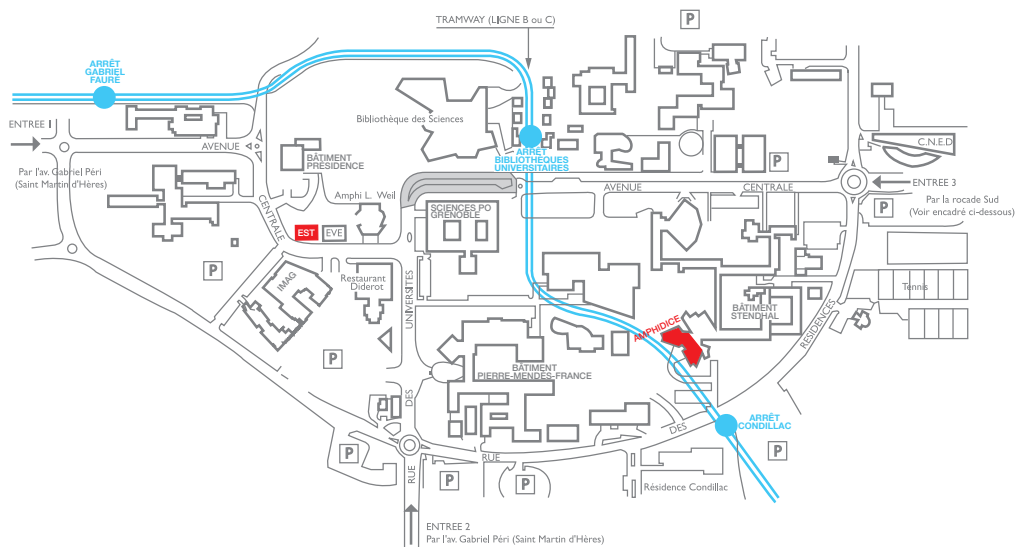 TRAMWAY (LIGNE B ou C)
P
ARRÊT
GABRIEL
FAURE
ENTREE 1
Par l'av. Gabriel Péri
(Saint Martin d'Hères)
AVENUE
CENTRALE
Bibliothèque des Sciences
ARRÊT
BIBLIOTHÈQUES
UNIVERSITAIRES
BÂTIMENT
PRÉSIDENCE
P
C.N.E.D
AVENUE
CENTRALE
ENTREE 3
Par la rocade Sud
(Voir encadré ci-dessous)
Amphi L. Weil
SCIENCES PO
GRENOBLE
P
EST
EVE
P
IMAG
Restaurant
Diderot
Tennis
BÂTIMENT
STENDHAL
AMPHIDICE
RUE
DES
UNIVERSITES
P
BÂTIMENT
PIERRE-MENDÈS-FRANCE
RUE
DES
RESIDENCES
ARRÊT
CONDILLAC
P
P
P
P
Résidence Condillac
ENTREE 2
Par l'av. Gabriel Péri (Saint Martin d'Hères)